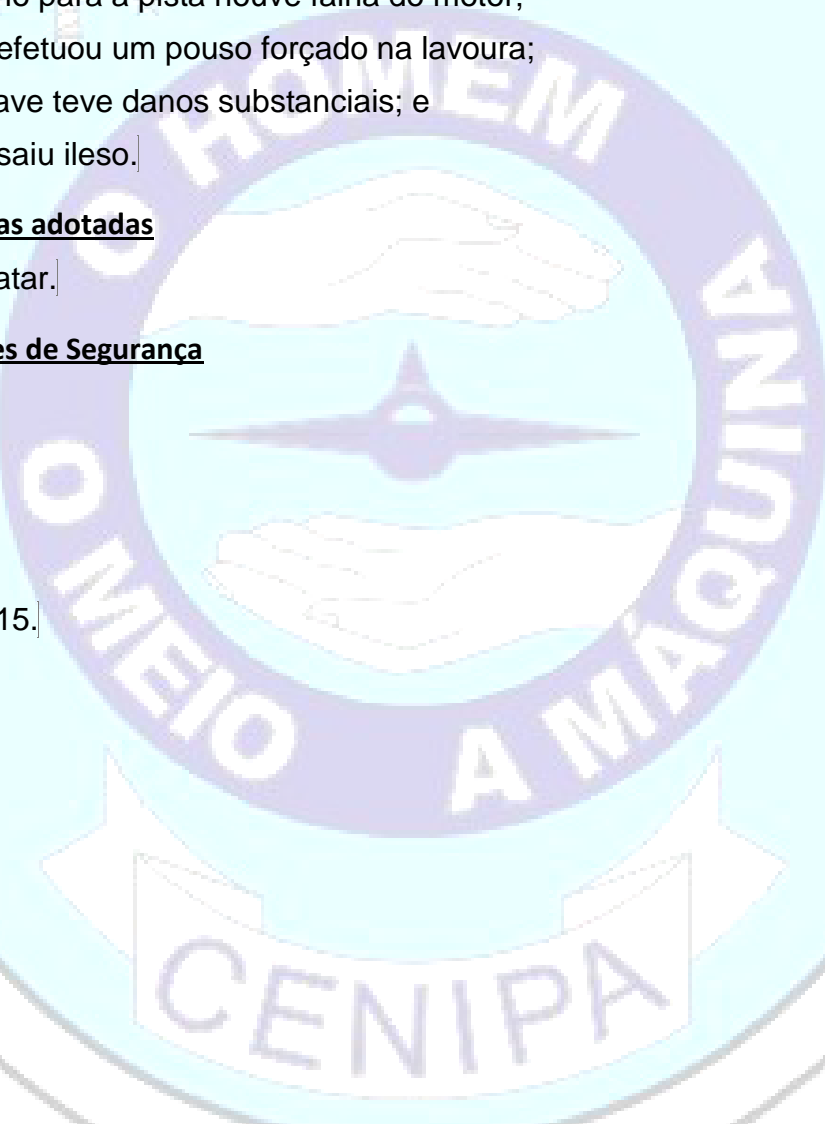 para a pista houve falha do motor;
efetuou um pouso forçado na lavoura;
ave teve danos substanciais; e
saiu ileso.
as adotadas
atar.
es de Segurança
15.
O HOMEM
O MEIO
A MÁQUINA
CENIPA